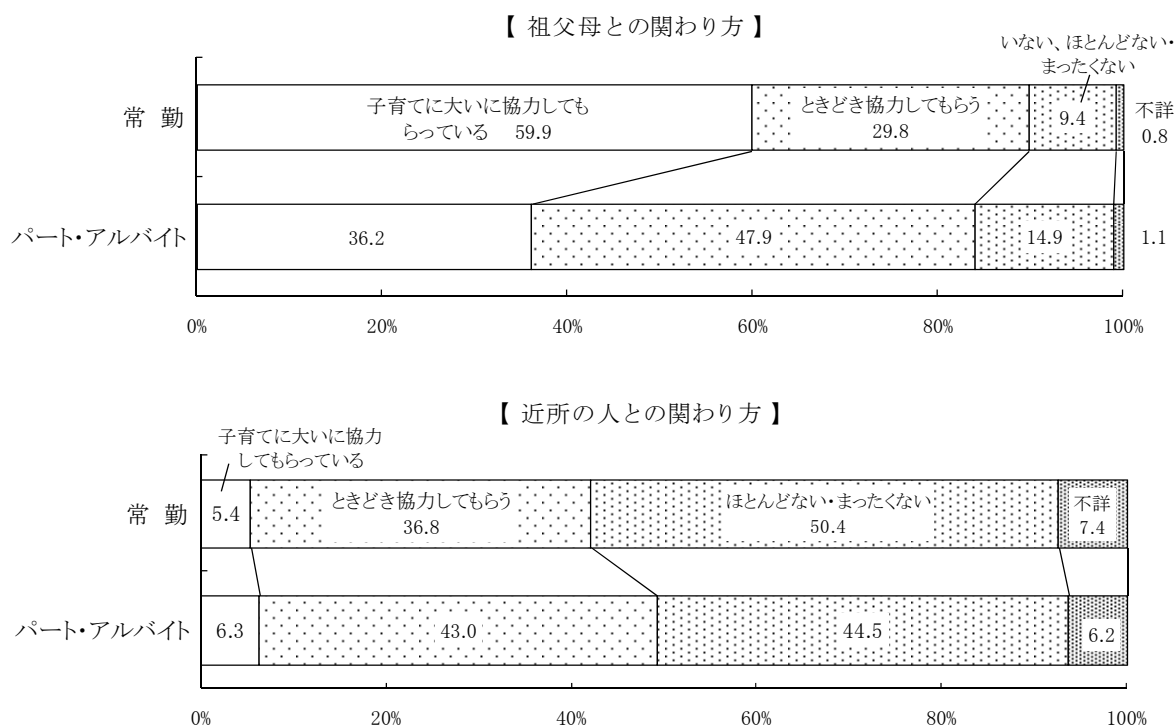 【 祖父母との関わり方 】
いない、ほとんどない・
まったくない
常 勤
子育てに大いに協力しても
らっている 59.9
ときどき協力してもらう
29.8
9.4
不詳
0.8
パート・アルバイト
36.2
47.9
14.9
1.1
0%
20%
40%
60%
80%
100%
【 近所の人との関わり方 】
子育てに大いに協力
してもらっている
常 勤
5.4
ときどき協力してもらう
36.8
ほとんどない・まったくない
50.4
不詳
7.4
パート・アルバイト
6.3
43.0
44.5
6.2
0%
20%
40%
60%
80%
100%